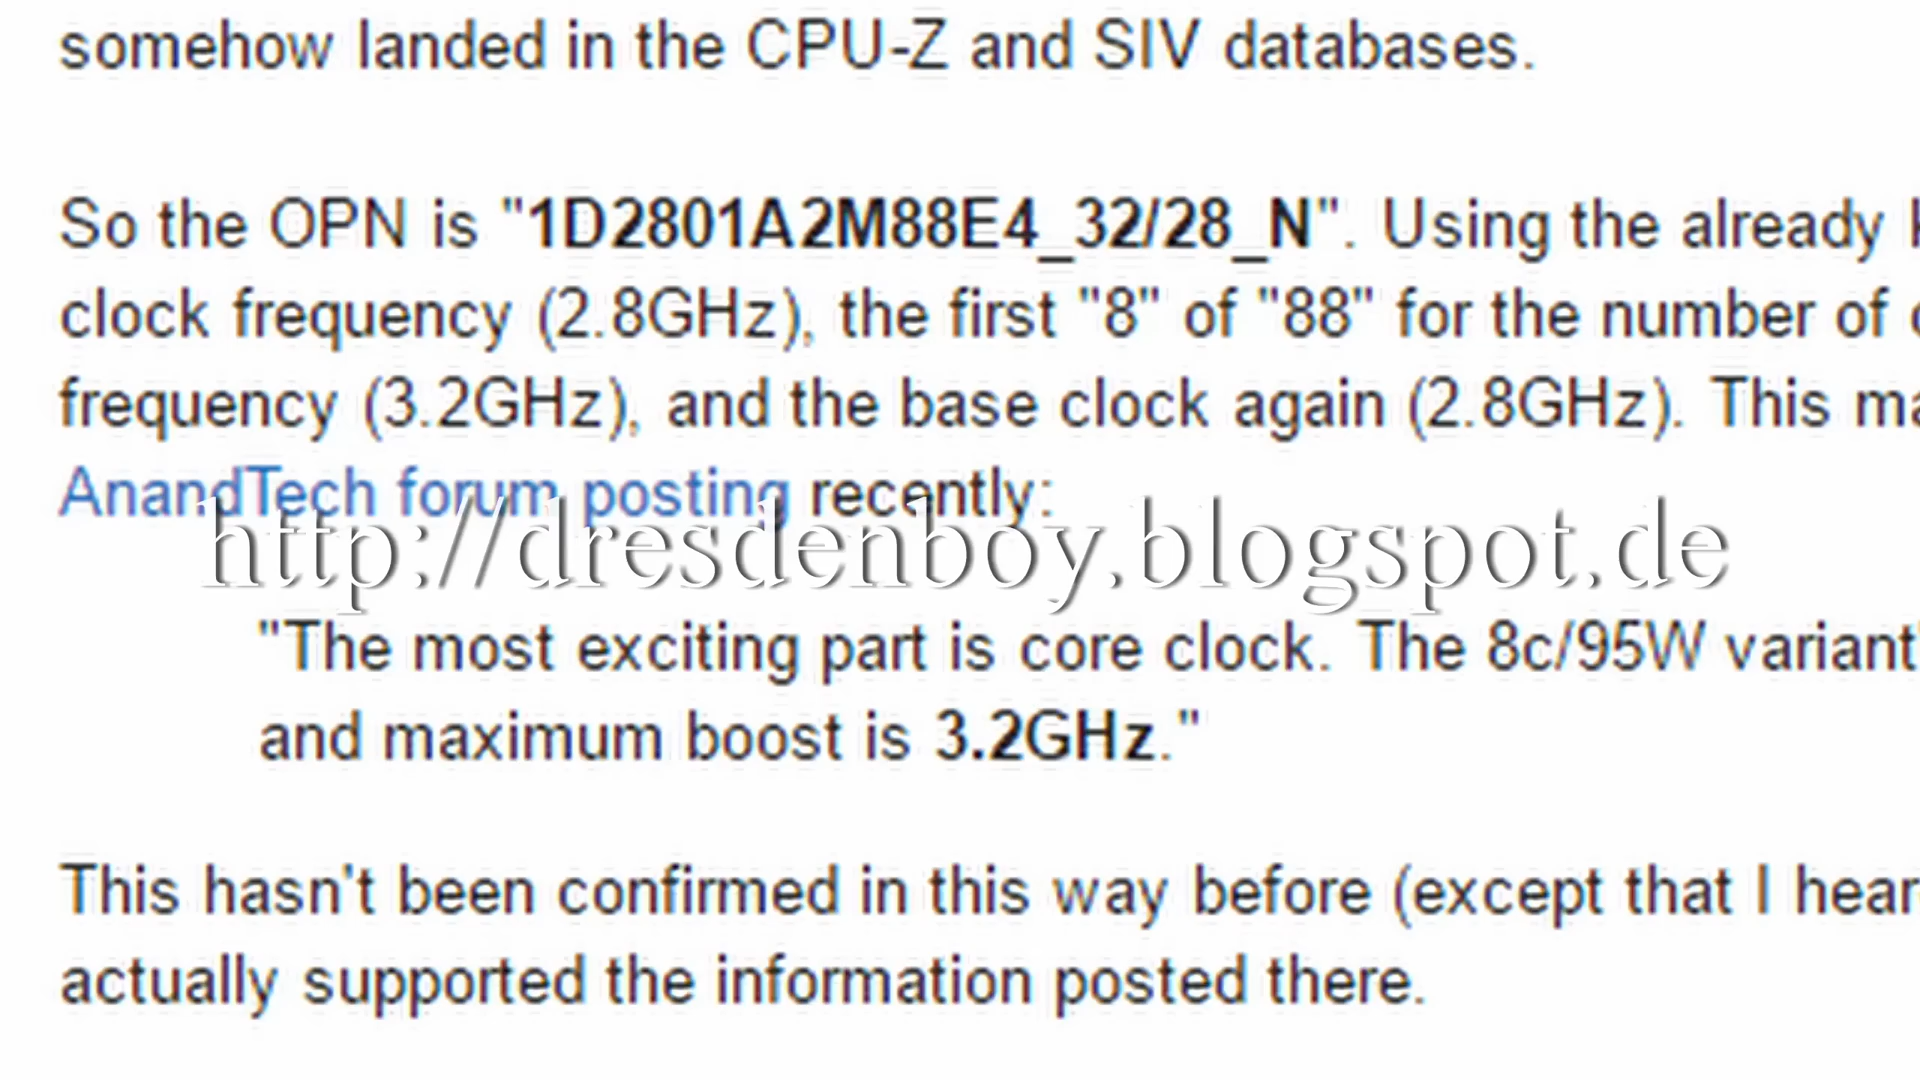 somehow landed in the CPU-Z and SIV databases.
So the OPN is "1D2801A2M88E4_32/28_N". Using the already
clock frequency (2.8GHz), the first "8" of "88" for the number of
frequency (3.2GHz), and the base clock again (2.8GHz). This
AnandTech forum posting recently:
http://dresdenboy.blogspot.de
"The most exciting part is core clock. The 8c/95W variant
and maximum boost is 3.2GHz."
This hasn't been confirmed in this way before (except that I
actually supported the information posted there.